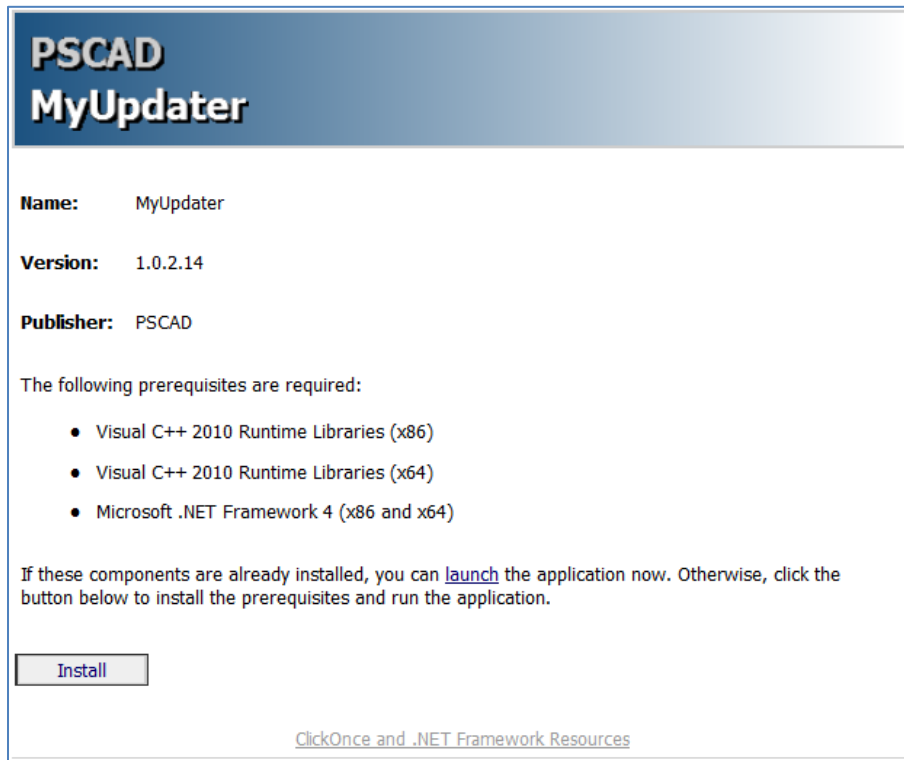 PSCAD
MyUpdater
Name: MyUpdater
Version: 1.0.2.14
Publisher: PSCAD
The following prerequisites are required:
● Visual C++ 2010 Runtime Libraries (x86)
● Visual C++ 2010 Runtime Libraries (x64)
● Microsoft .NET Framework 4 (x86 and x64)
If these components are already installed, you can launch the application now. Otherwise, click the
button below to install the prerequisites and run the application.
Install
ClickOnce and .NET Framework Resources